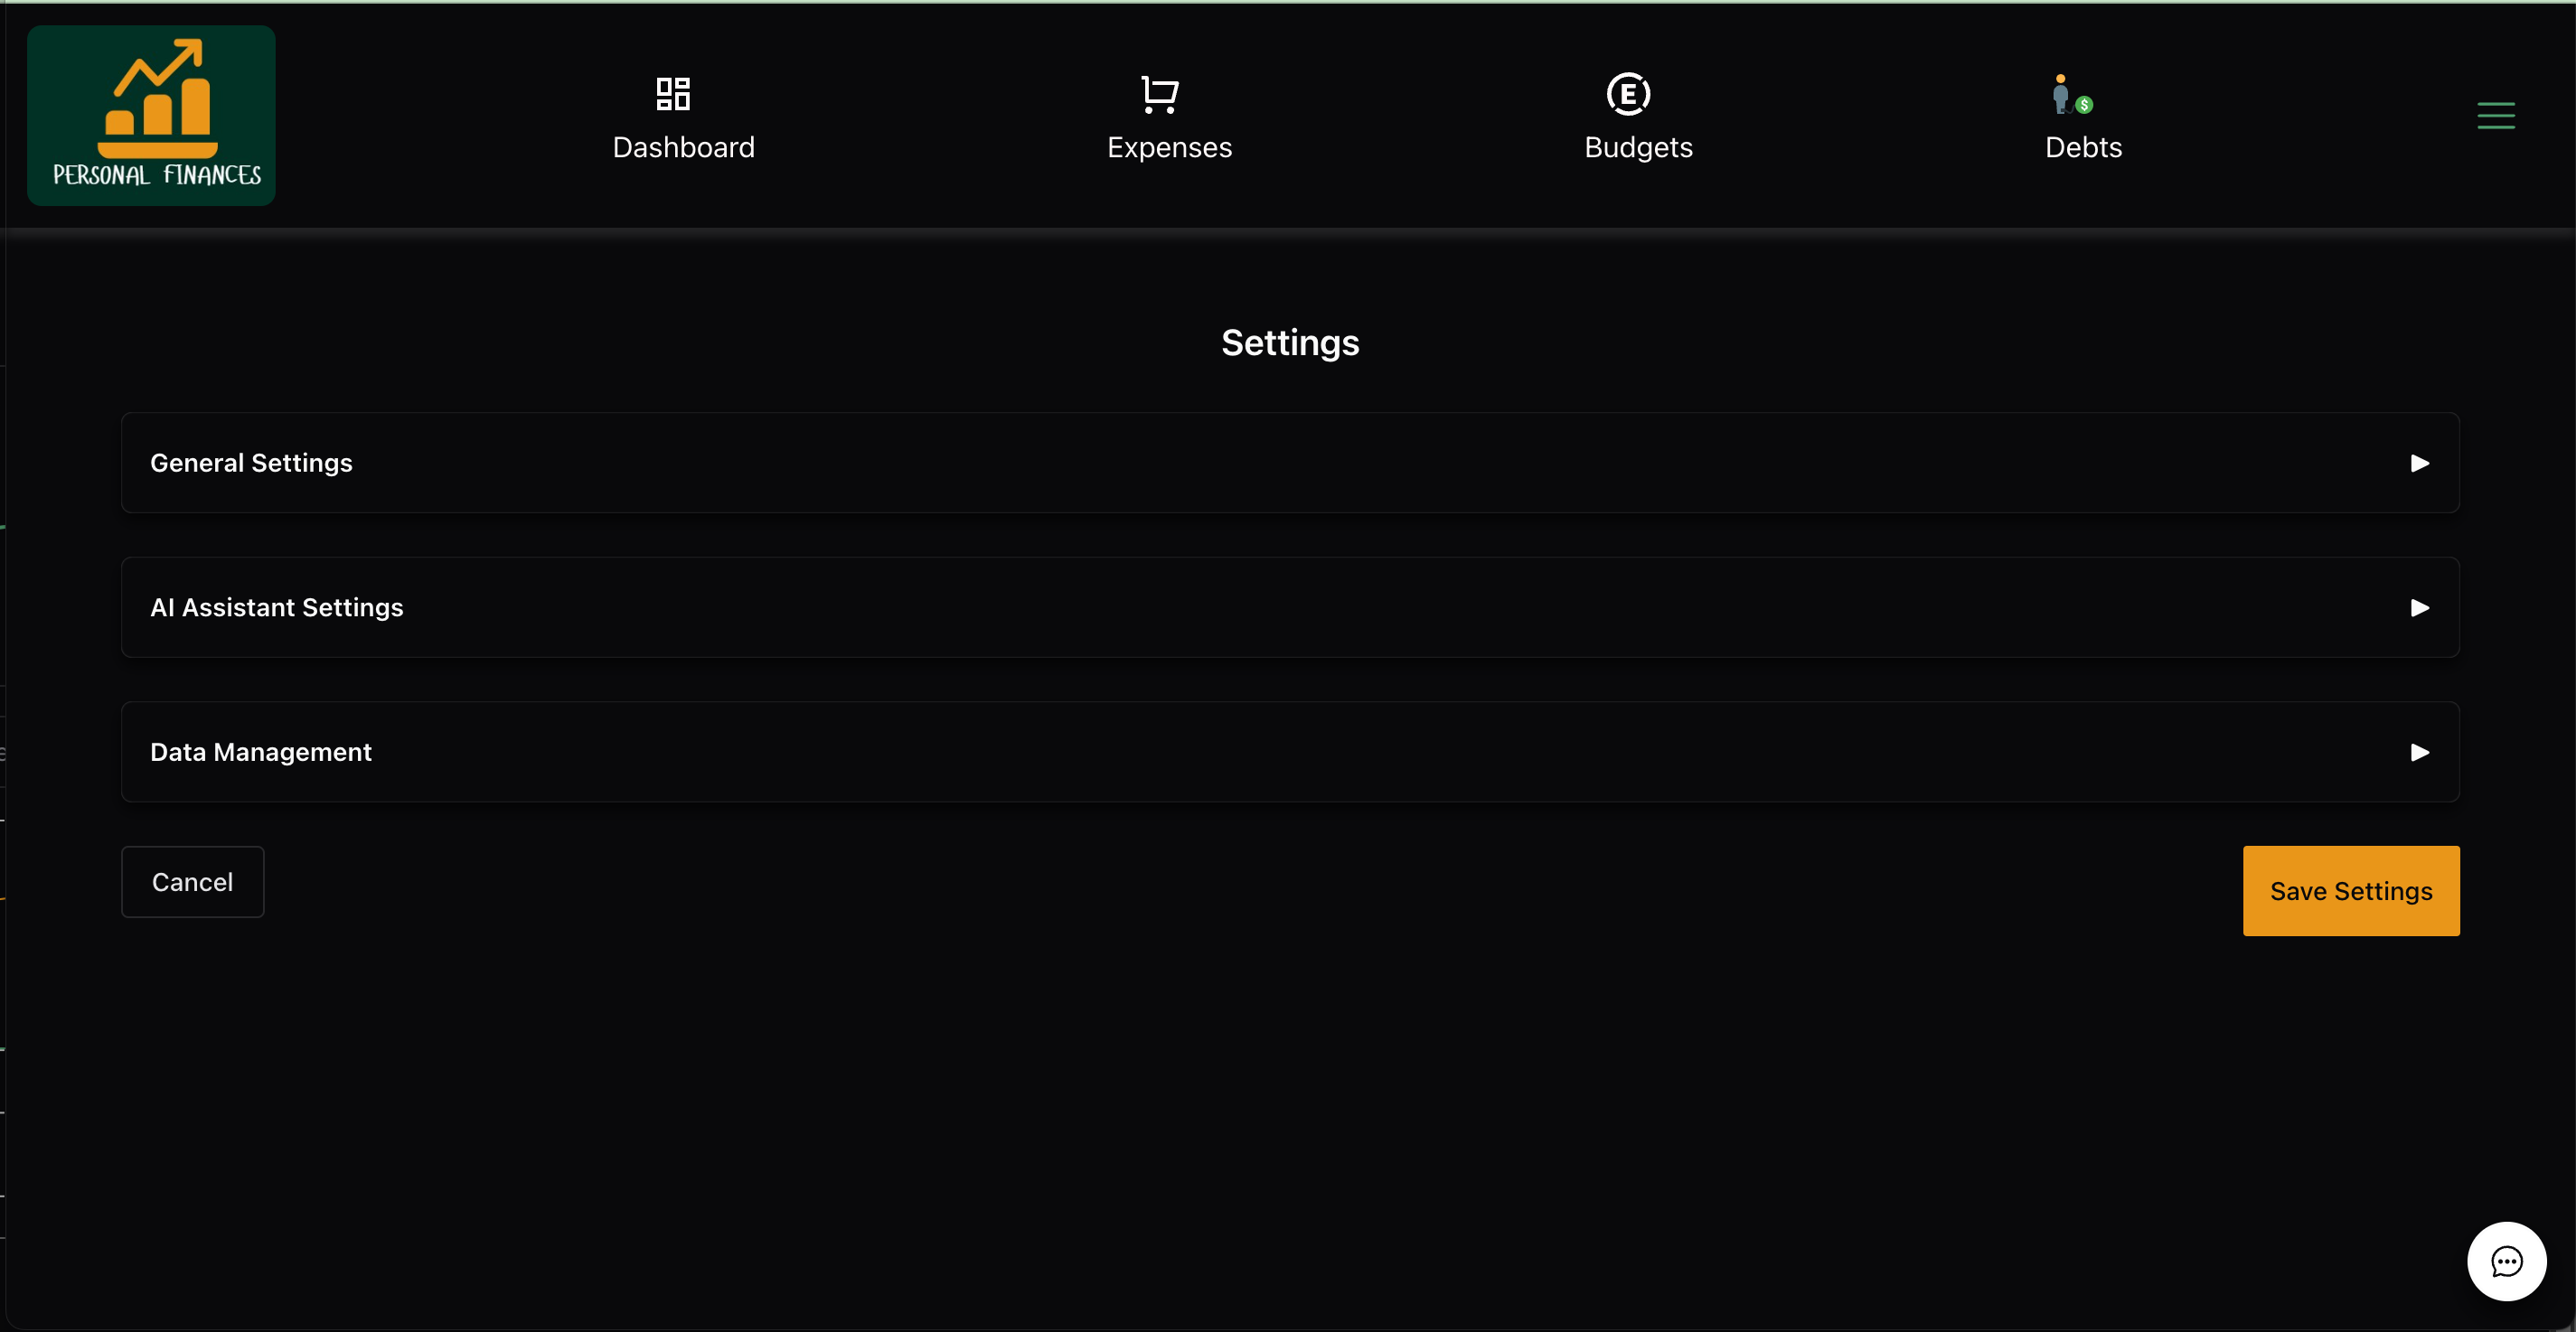 PERSONAL FINANCES
Dashboard
Expenses
E
Budgets
$
Debts
Settings
General Settings
AI Assistant Settings
Data Management
Cancel
Save Settings